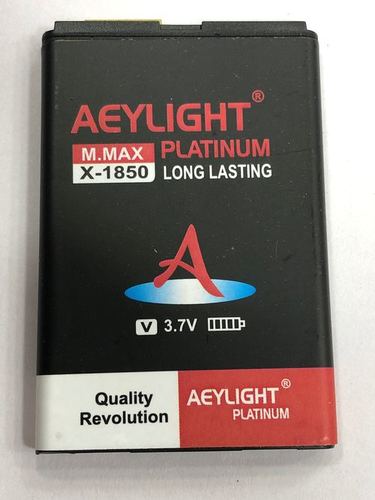 AEYLIGHT®
M.MAX PLATINUM
X-1850 LONG LASTING
A
V 3.7V
Quality
Revolution
AEYLIGHT®
PLATINUM